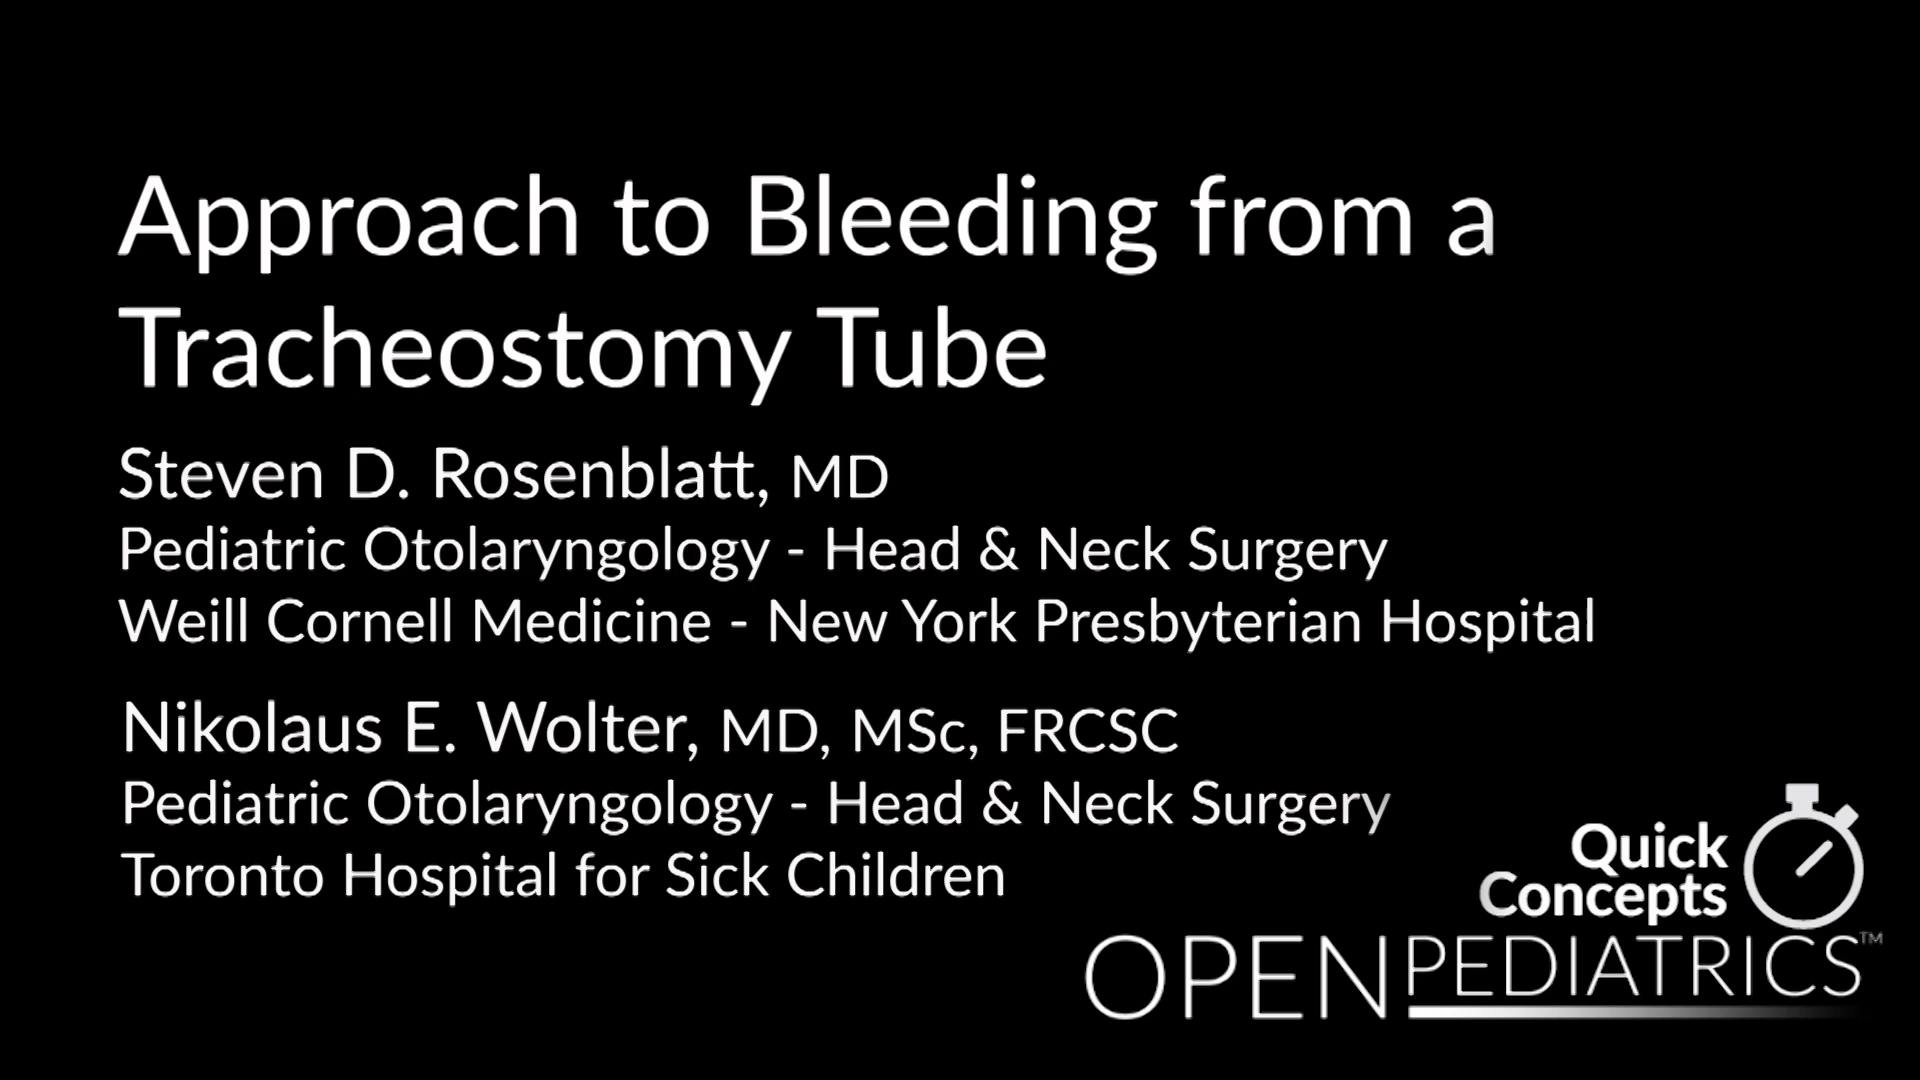 Approach to Bleeding from a
Tracheostomy Tube
Steven D. Rosenblatt, MD
Pediatric Otolaryngology - Head & Neck Surgery
Weill Cornell Medicine - New York Presbyterian Hospital
Nikolaus E. Wolter, MD, MSc, FRCSC
Pediatric Otolaryngology - Head & Neck Surgery
Toronto Hospital for Sick Children
Quick
Concepts
OPENPEDIATRICS™